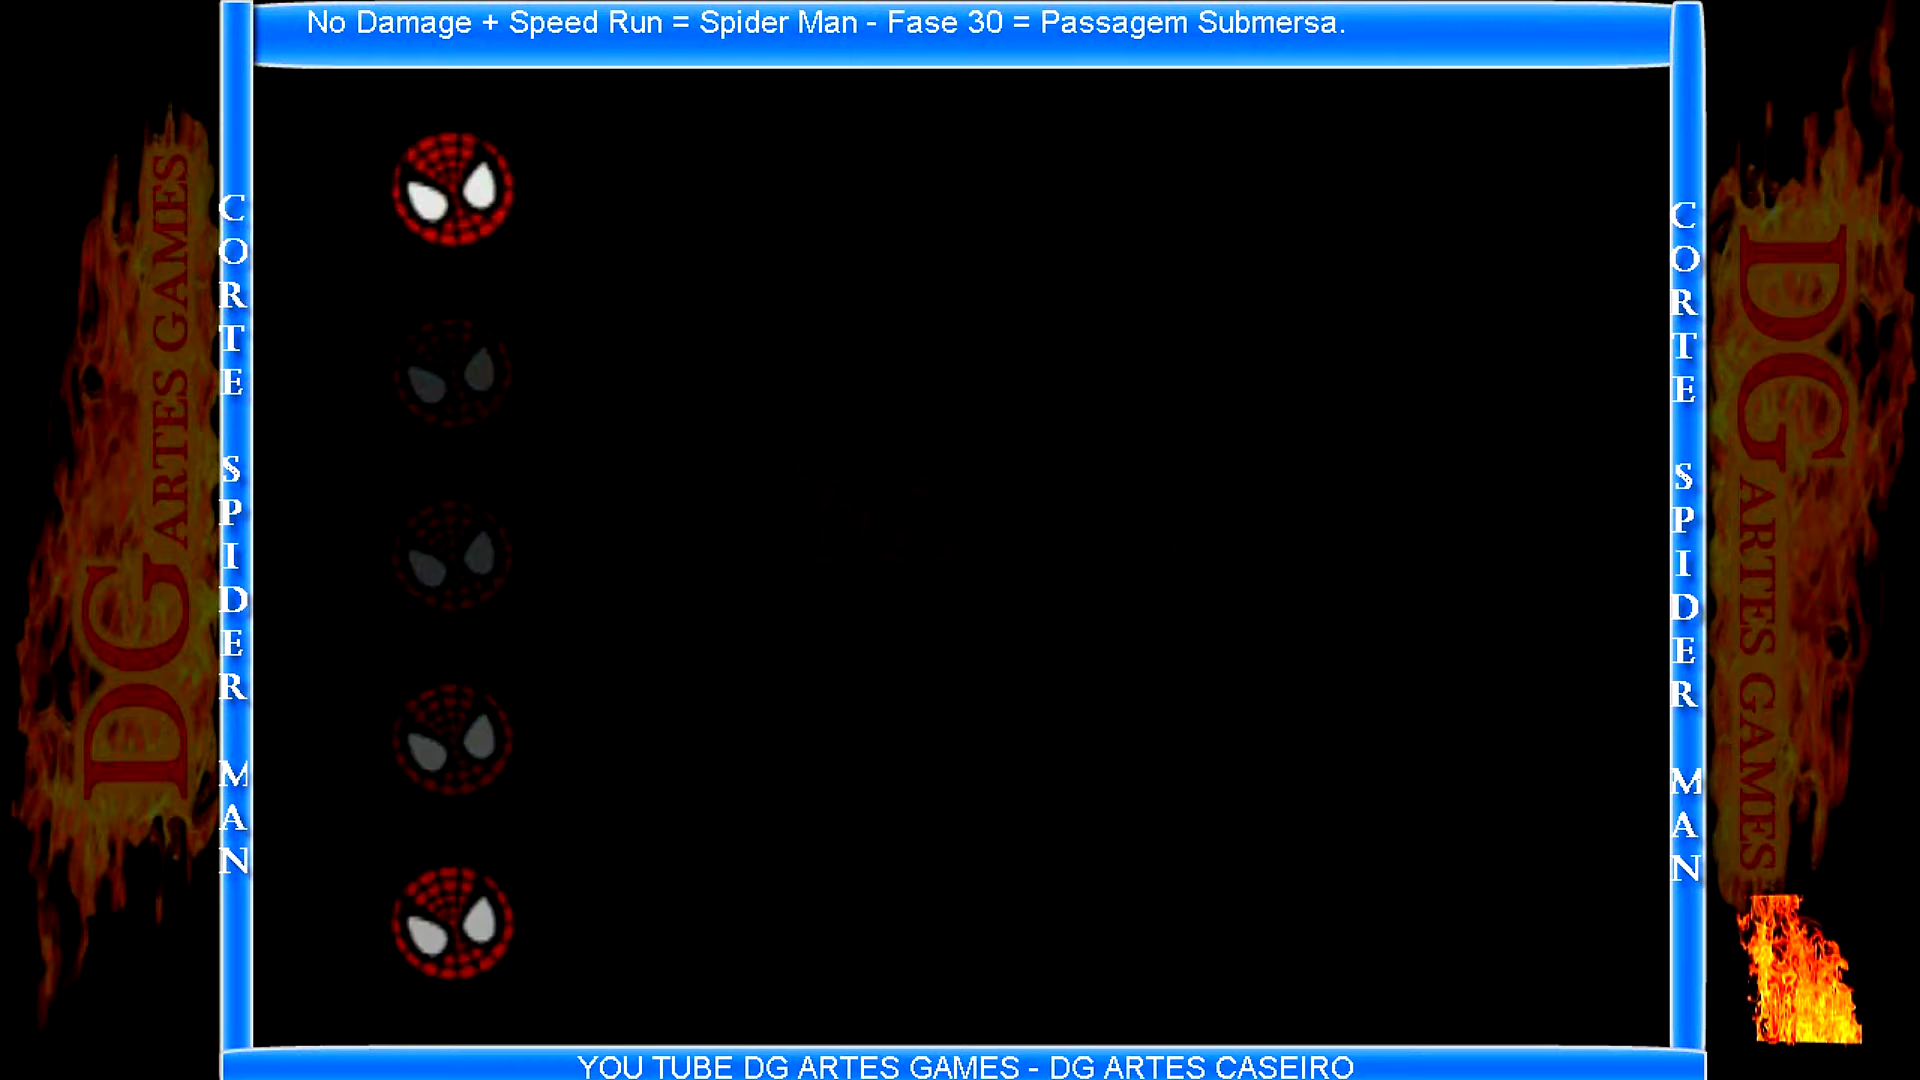 No Damage + Speed Run = Spider Man - Fase 30 = Passagem Submersa.
DG ARTES GAMES
CORTE SPIDER MAN
CORTE SPIDER MAN
DG ARTES GAMES
YOU TUBE DG ARTES GAMES - DG ARTES CASEIRO